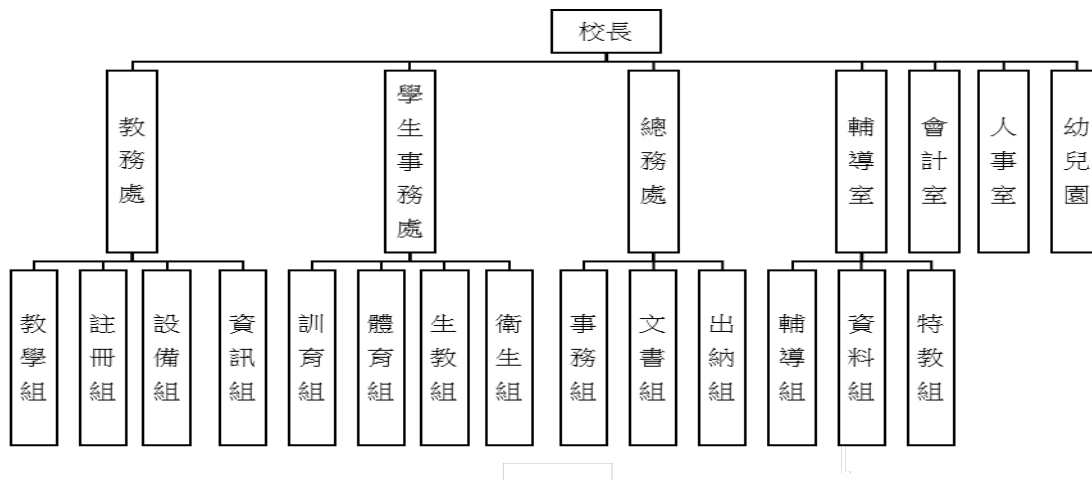 校長
教務處
學生事務處
總務處
輔導室
會計室
人事室
幼兒園
教學組
註冊組
設備組
資訊組
訓育組
體育組
生教組
衛生組
事務組
文書組
出納組
輔導組
資料組
特教組